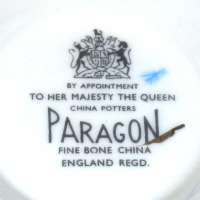 BY APPOINTMENT
TO HER MAJESTY THE QUEEN
CHINA POTTERS
PARAGON
FINE BONE CHINA
ENGLAND REGD.